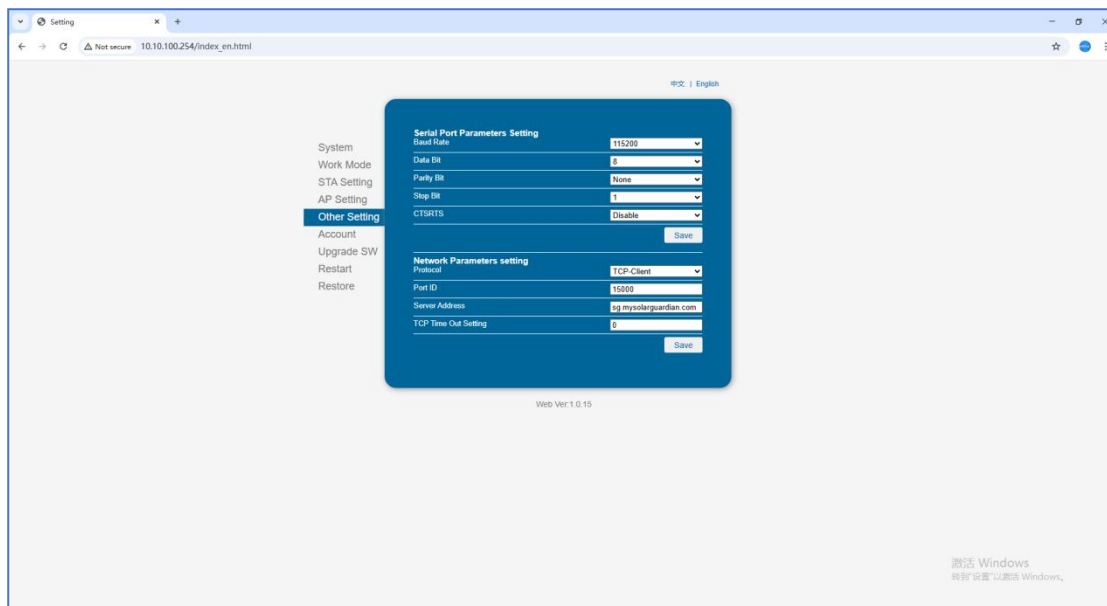 Setting
Not secure 10.10.100.254/index_en.html
中文 | English
System
Work Mode
STA Setting
AP Setting
Other Setting
Account
Upgrade SW
Restart
Restore
Serial Port Parameters Setting
Baud Rate 115200
Data Bit 8
Parity Bit None
Stop Bit 1
CTSRTS Disable
Save
Network Parameters setting
Protocol TCP-Client
Port ID 15000
Server Address sg.mysolarguardian.com
TCP Time Out Setting 0
Save
Web Ver:1.0.15
激活 Windows
转到"设置"以激活 Windows。